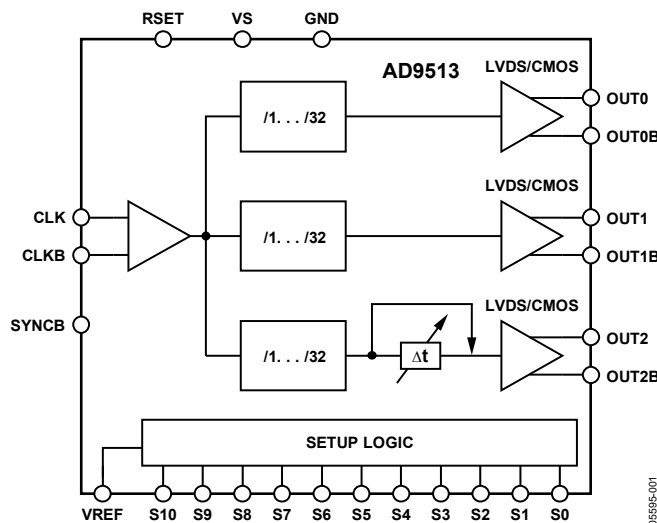 RSET VS GND
AD9513
LVDS/CMOS
/1. . . /32
OUT0
OUT0B
LVDS/CMOS
CLK
/1. . . /32
OUT1
CLKB
OUT1B
SYNCB
LVDS/CMOS
/1. . . /32
Δt
OUT2
OUT2B
SETUP LOGIC
VREF S10 S9 S8 S7 S6 S5 S4 S3 S2 S1 S0